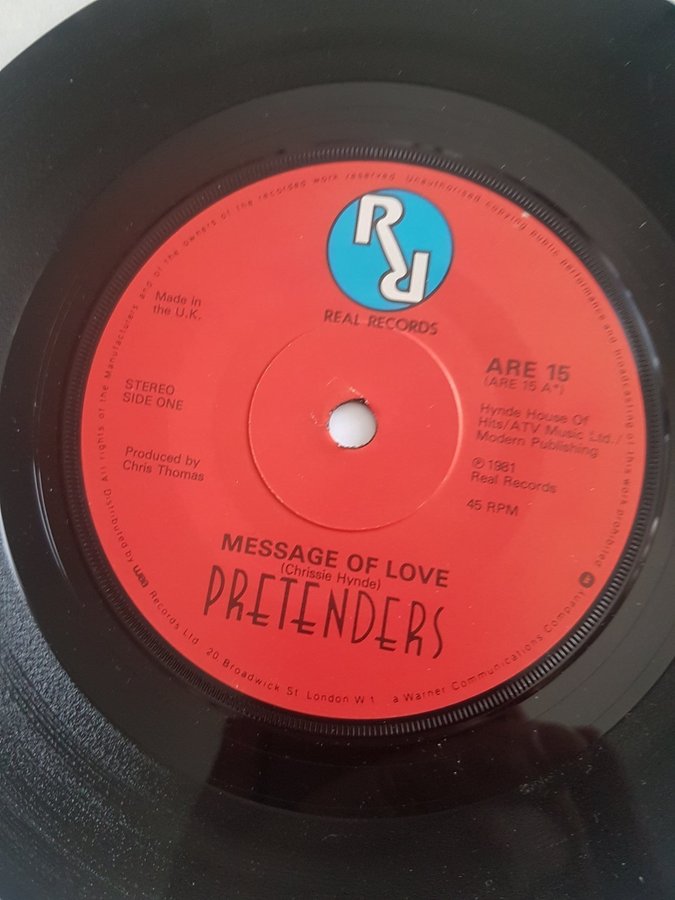 RR
REAL RECORDS
Made in
the U.K.
STEREO
SIDE ONE
Produced by
Chris Thomas
ARE 15
(ARE 15 A*)
Hynde House Of
Hits/ATV Music Ltd./
Modern Publishing
℗ 1981
Real Records
45 RPM
MESSAGE OF LOVE
(Chrissie Hynde)
PRETENDERS
All rights of the Manufacturers and of the owners of the recorded work reserved. Unauthorised copying public performance and broadcasting of this work prohibited
Distributed by wea Records Ltd. 20, Broadwick St. London W 1. a Warner Communications Company